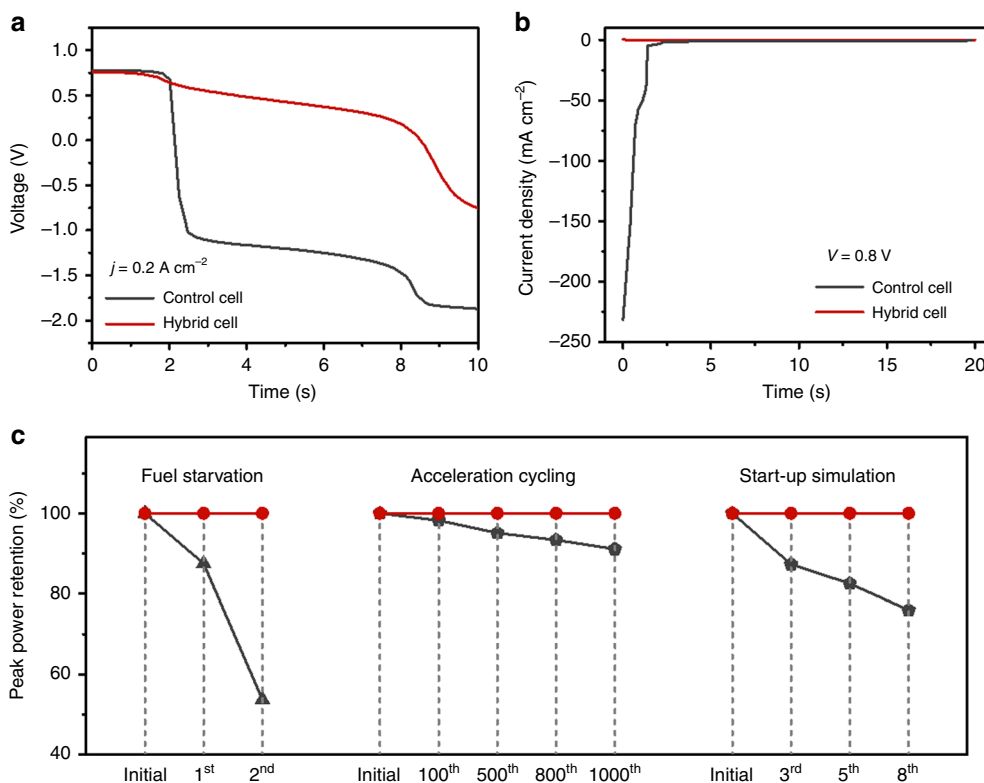 a
1.0
0.5
0.0
−0.5
−1.0
−1.5
−2.0
Voltage (V)
j = 0.2 A cm⁻²
Control cell
Hybrid cell
0 2 4 6 8 10
Time (s)
b
0
−50
−100
−150
−200
−250
Current density (mA cm⁻²)
V = 0.8 V
Control cell
Hybrid cell
0 5 10 15 20
Time (s)
c
Fuel starvation Acceleration cycling Start-up simulation
100
80
60
40
Peak power retention (%)
Initial 1ˢᵗ 2ⁿᵈ Initial 100ᵗʰ 500ᵗʰ 800ᵗʰ 1000ᵗʰ Initial 3ʳᵈ 5ᵗʰ 8ᵗʰ